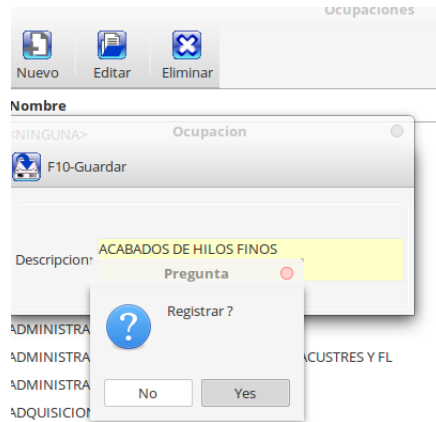 Ocupaciones
Nuevo Editar Eliminar
Nombre
<NINGUNA> Ocupacion
F10-Guardar
Descripcion: ACABADOS DE HILOS FINOS
Pregunta
Registrar ?
No Yes
ADMINISTRA
ADMINISTRA ACUSTRES Y FL
ADMINISTRA
ADQUISICION